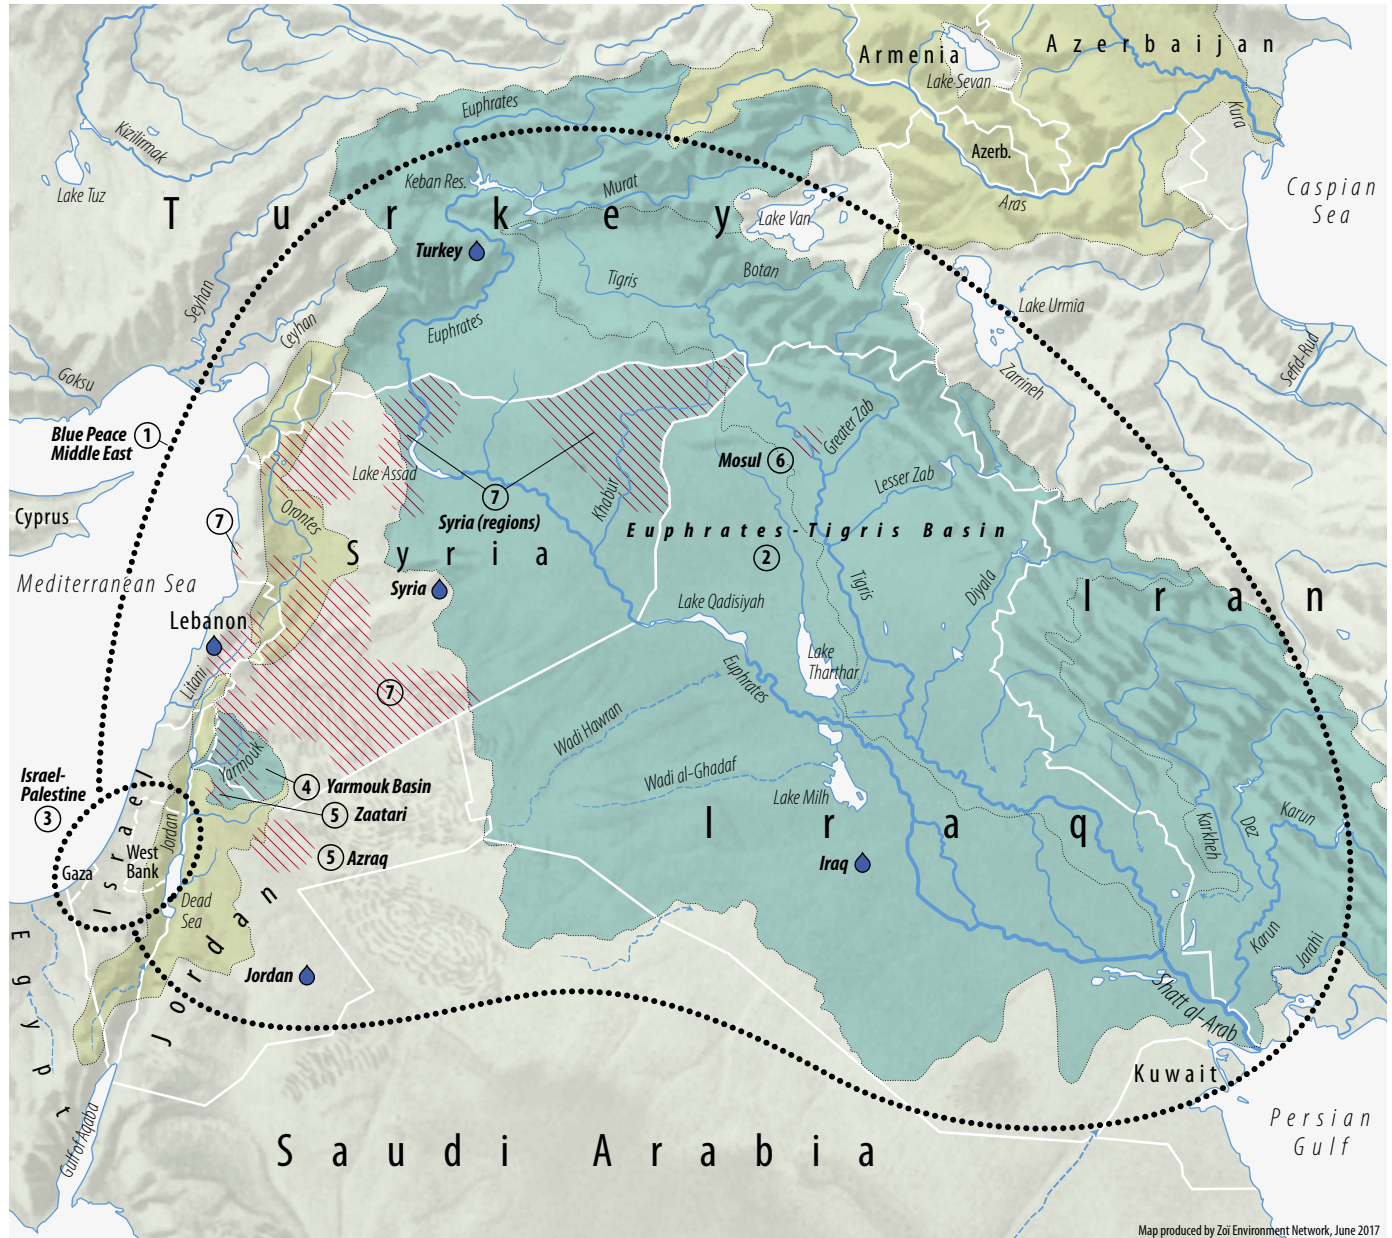 Armenia
Azerbaijan
Lake Sevan
Kura
Azerb.
Aras
Caspian
Sea
Euphrates
Kizilirmak
Lake Tuz
Keban Res.
Murat
Turkey
Lake Van
Turkey
Tigris
Botan
Seyhan
Ceyhan
Euphrates
Lake Urmia
Zarrineh
Sefid-Rud
Goksu
Blue Peace
Middle East
1
Greater Zab
Mosul 6
Lesser Zab
Lake Assad
Khabur
7
Syria (regions)
Cyprus
7
Orontes
Euphrates-Tigris Basin
2
Syria
Mediterranean Sea
Syria
Tigris
Diyala
Iran
Lake Qadisiyah
Lebanon
Lake
Tharthar
Litani
7
Euphrates
Wadi Hawran
Wadi al-Ghadaf
Lake Milh
Yarmouk
4 Yarmouk Basin
5 Zaatari
Israel-
Palestine
3
Israel
Jordan
West
Bank
Gaza
5 Azraq
Iraq
Iraq
Karkheh
Dez
Karun
Dead
Sea
Jordan
Jordan
Egypt
Karun
Jarahi
Shatt al-Arab
Kuwait
Gulf of Aqaba
Persian
Gulf
Saudi Arabia
Map produced by Zoï Environment Network, June 2017